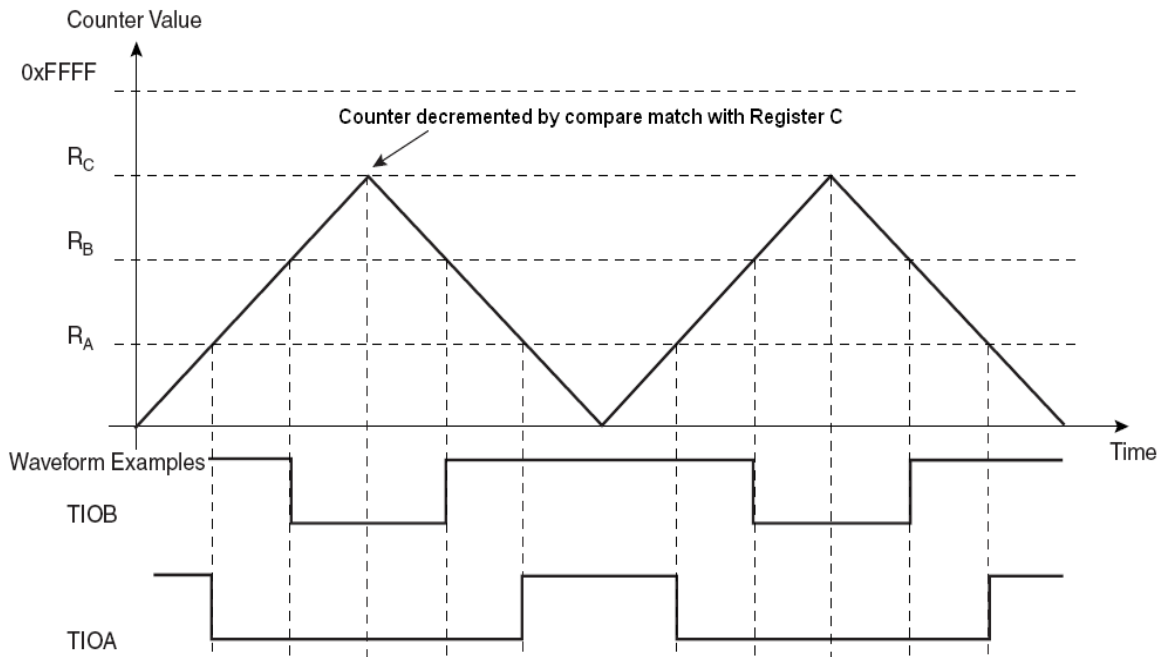 Counter Value
0xFFFF
Counter decremented by compare match with Register C
RC
RB
RA
Time
Waveform Examples
TIOB
TIOA